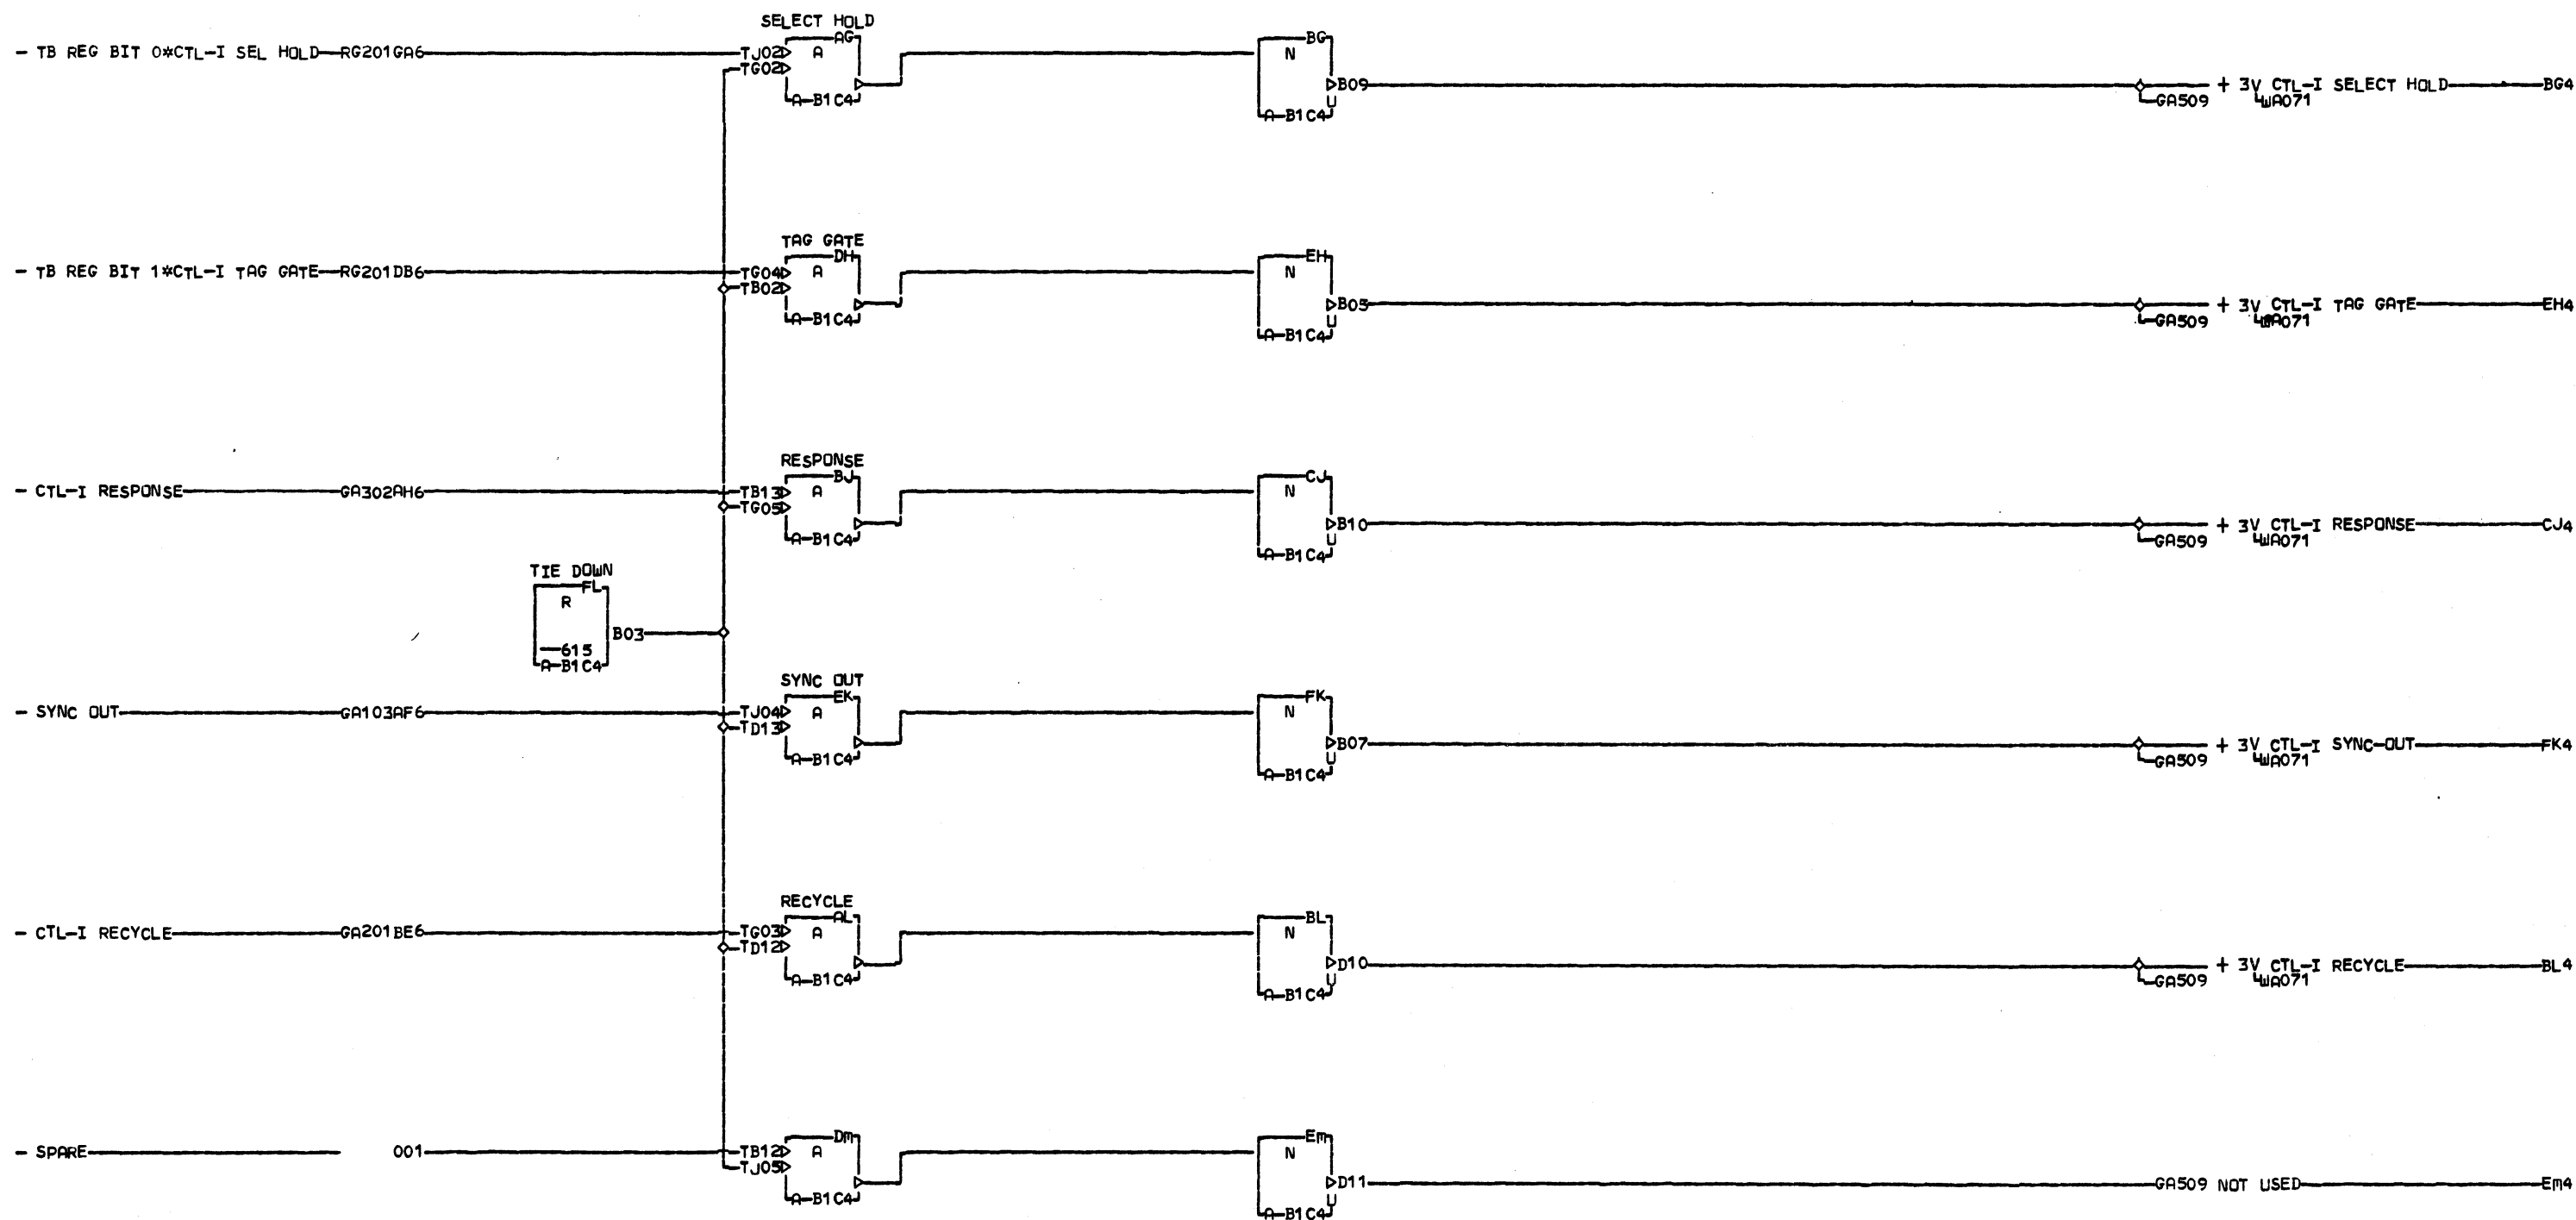 SELECT HOLD
- TB REG BIT 0*CTL-I SEL HOLD RG201GA6 TJ02 A AG N BG
TG02
B09 + 3V CTL-I SELECT HOLD BG4
A-B1C4 GA509 WA071
U
A-B1C4
TAG GATE
- TB REG BIT 1*CTL-I TAG GATE RG201DB6 TG04 A DH N EH
TB02
B05 + 3V CTL-I TAG GATE EH4
A-B1C4 U GA509 071
A-B1C4
RESPONSE
- CTL-I RESPONSE GA302AH6 TB13 A BJ N CJ
TG05
B10 + 3V CTL-I RESPONSE CJ4
A-B1C4 U GA509 WA071
A-B1C4
TIE DOWN
FL
R
B03
615
A-B1C4
SYNC OUT
- SYNC OUT GA103AF6 TJ04 A EK N FK
TD13
B07 + 3V CTL-I SYNC-OUT FK4
A-B1C4 U GA509 WA071
A-B1C4
RECYCLE
- CTL-I RECYCLE GA201BE6 TG03 A AL N BL
TD12
D10 + 3V CTL-I RECYCLE BL4
A-B1C4 U GA509 WA071
A-B1C4
- SPARE 001 TB12 A Dm N Em
TJ05
D11 GA509 NOT USED Em4
A-B1C4 U
A-B1C4